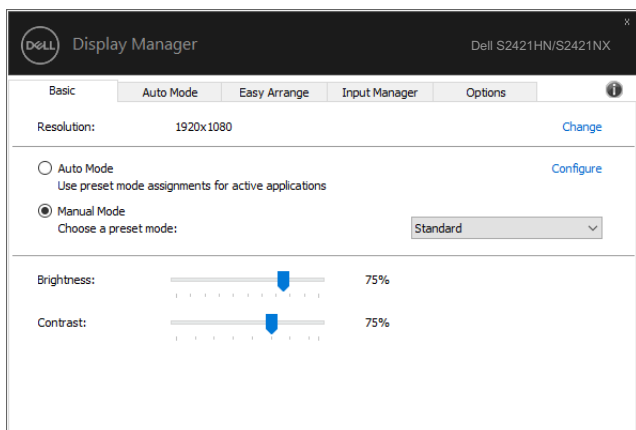 DELL Display Manager Dell S2421HN/S2421NX x
Basic Auto Mode Easy Arrange Input Manager Options i
Resolution: 1920x1080 Change
Auto Mode Configure
Use preset mode assignments for active applications
Manual Mode
Choose a preset mode: Standard
Brightness: 75%
Contrast: 75%